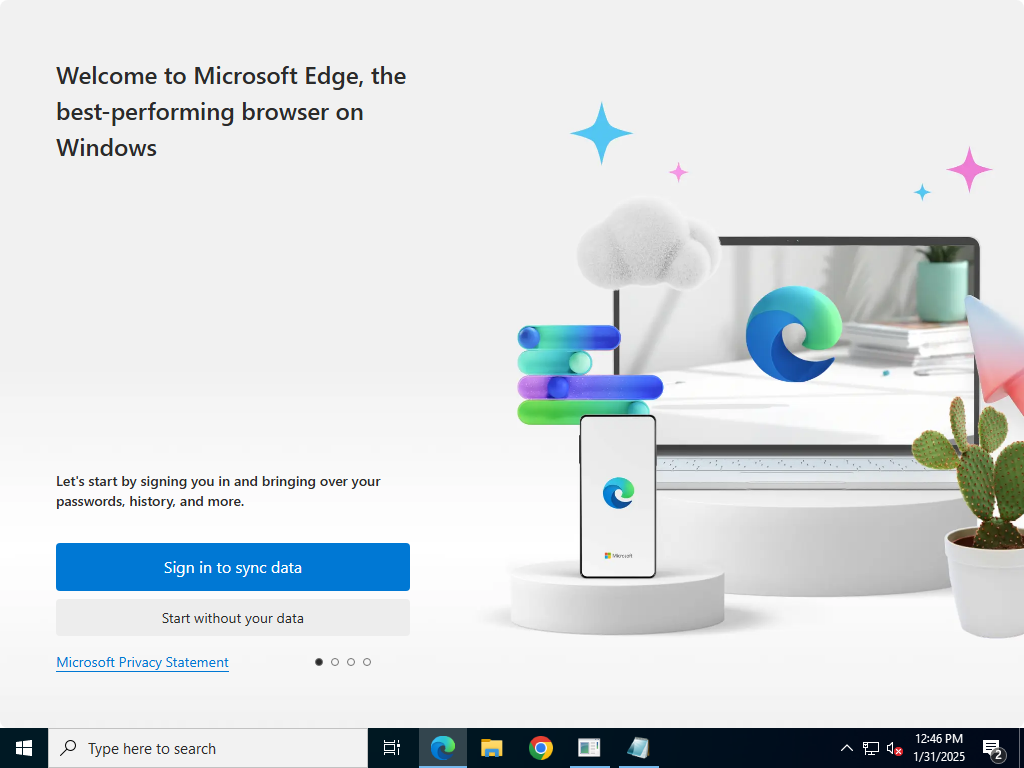 Welcome to Microsoft Edge, the
best-performing browser on
Windows
Let's start by signing you in and bringing over your
passwords, history, and more.
Sign in to sync data
Start without your data
Microsoft Privacy Statement
Microsoft
Type here to search
12:46 PM
1/31/2025
2